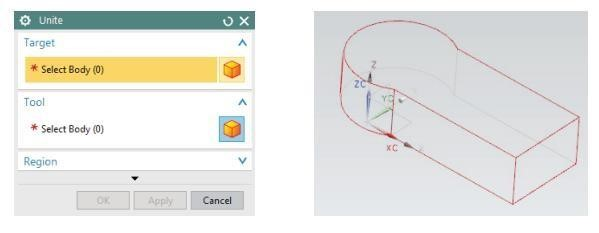 Unite
Target
* Select Body (0)
Tool
* Select Body (0)
Region
OK Apply Cancel
Z
ZC
YC
XC